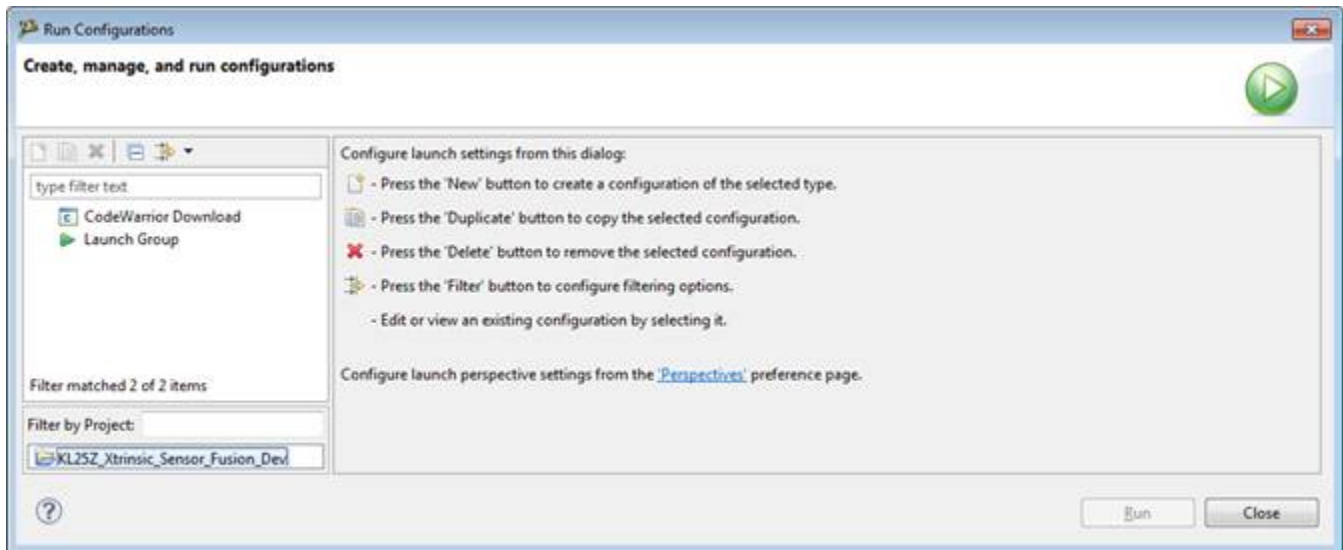 Run Configurations
Create, manage, and run configurations
type filter text
CodeWarrior Download
Launch Group
Filter matched 2 of 2 items
Filter by Project:
KL25Z_Xtrinsic_Sensor_Fusion_Dev
Configure launch settings from this dialog:
- Press the 'New' button to create a configuration of the selected type.
- Press the 'Duplicate' button to copy the selected configuration.
- Press the 'Delete' button to remove the selected configuration.
- Press the 'Filter' button to configure filtering options.
- Edit or view an existing configuration by selecting it.
Configure launch perspective settings from the 'Perspectives' preference page.
Run
Close